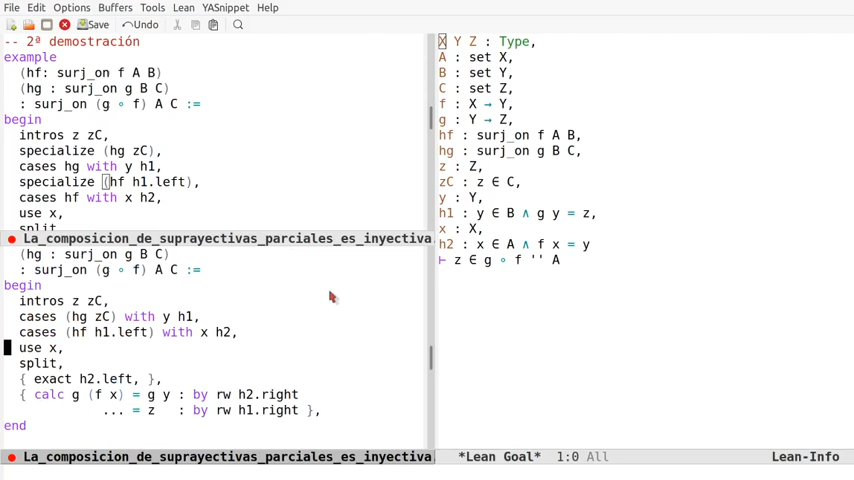 File Edit Options Buffers Tools Lean YASnippet Help
Save Undo
-- 2ª demostración
example
(hf: surj_on f A B)
(hg : surj_on g B C)
: surj_on (g ∘ f) A C :=
begin
intros z zC,
specialize (hg zC),
cases hg with y h1,
specialize (hf h1.left),
cases hf with x h2,
use x,
split
La_composicion_de_suprayectivas_parciales_es_inyectiva.
(hg : surj_on g B C)
: surj_on (g ∘ f) A C :=
begin
intros z zC,
cases (hg zC) with y h1,
cases (hf h1.left) with x h2,
use x,
split,
{ exact h2.left, },
{ calc g (f x) = g y : by rw h2.right
... = z : by rw h1.right },
end
La_composicion_de_suprayectivas_parciales_es_inyectiva.
X Y Z : Type,
A : set X,
B : set Y,
C : set Z,
f : X → Y,
g : Y → Z,
hf : surj_on f A B,
hg : surj_on g B C,
z : Z,
zC : z ∈ C,
y : Y,
h1 : y ∈ B ∧ g y = z,
x : X,
h2 : x ∈ A ∧ f x = y
⊢ z ∈ g ∘ f '' A
*Lean Goal* 1:0 All Lean-Info